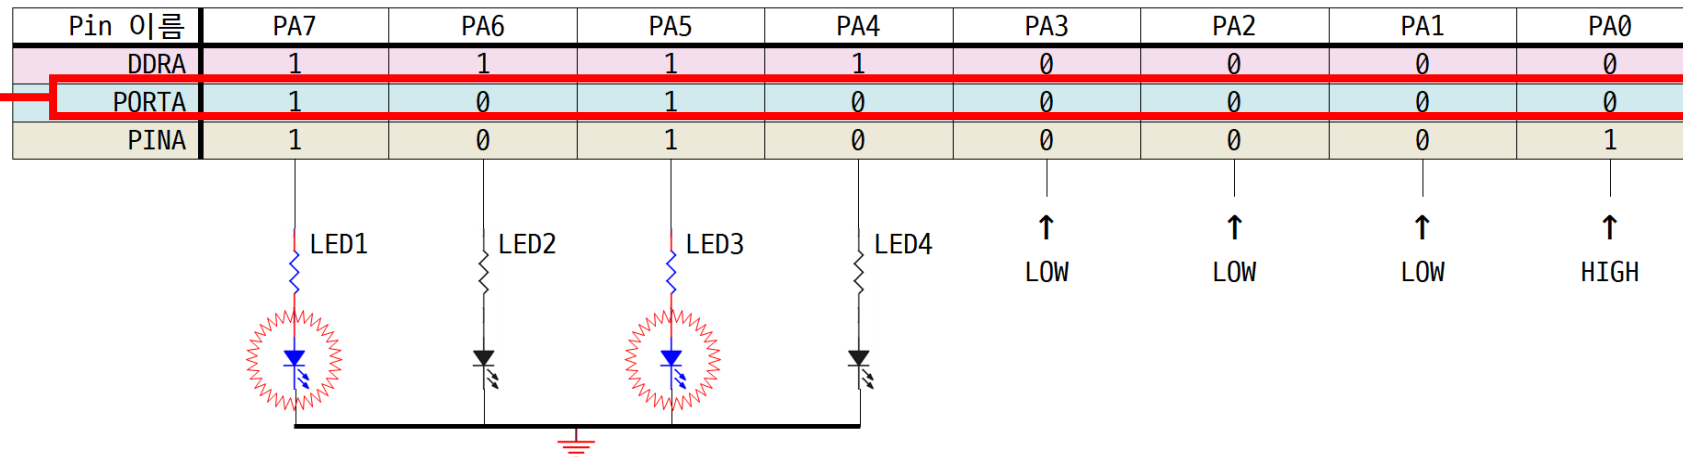 Pin 이름 PA7 PA6 PA5 PA4 PA3 PA2 PA1 PA0
DDRA 1 1 1 1 0 0 0 0
PORTA 1 0 1 0 0 0 0 0
PINA 1 0 1 0 0 0 0 1
LED1 LED2 LED3 LED4
↑ ↑ ↑ ↑
LOW LOW LOW HIGH